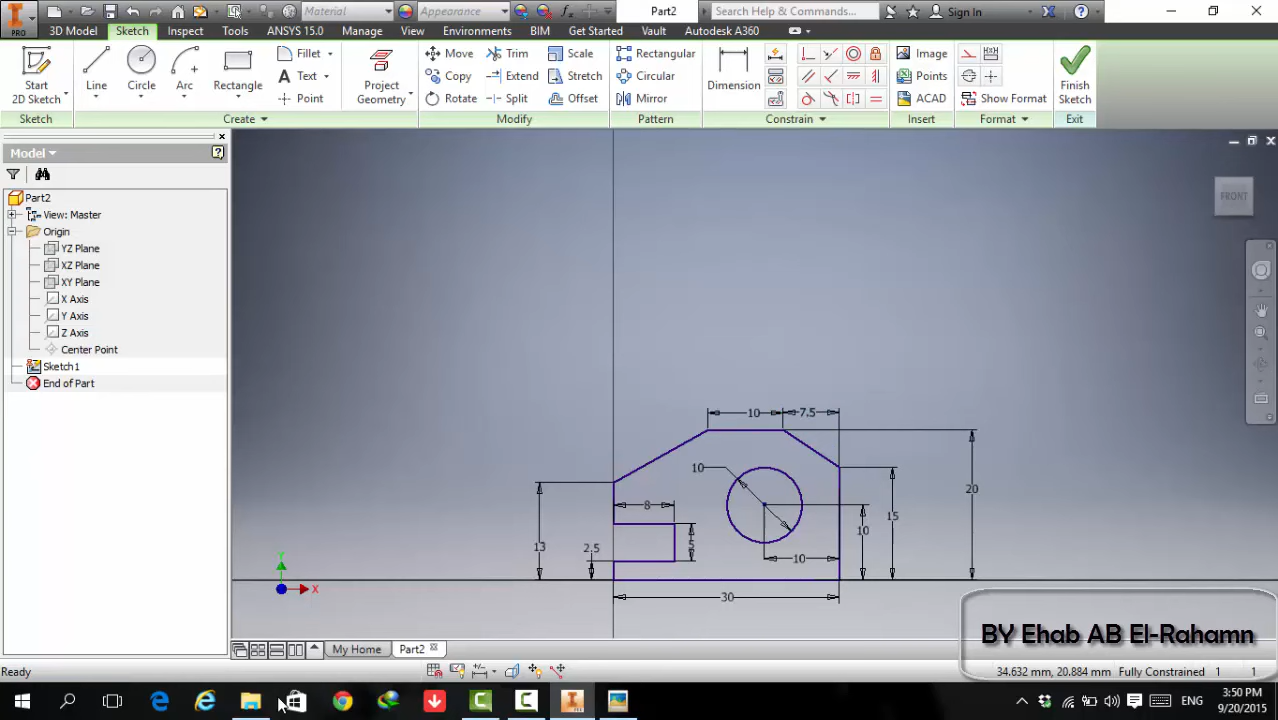 Material
Appearance
Part2
Search Help & Commands...
Sign In
PRO
3D Model
Sketch
Inspect
Tools
ANSYS 15.0
Manage
View
Environments
BIM
Get Started
Vault
Autodesk A360
Start
2D Sketch
Line
Circle
Arc
Rectangle
Fillet
Text
Point
Project
Geometry
Move
Copy
Rotate
Trim
Extend
Split
Scale
Stretch
Offset
Rectangular
Circular
Mirror
Dimension
Image
Points
ACAD
Show Format
Finish
Sketch
Sketch
Create
Modify
Pattern
Constrain
Insert
Format
Exit
Model
Part2
View: Master
Origin
YZ Plane
XZ Plane
XY Plane
X Axis
Y Axis
Z Axis
Center Point
Sketch1
End of Part
FRONT
10
7.5
10
20
8
15
10
13
2.5
5
10
30
Y
X
BY Ehab AB El-Rahamn
My Home
Part2
Ready
34.632 mm, 20.884 mm
Fully Constrained
1
1
ENG
3:50 PM
9/20/2015